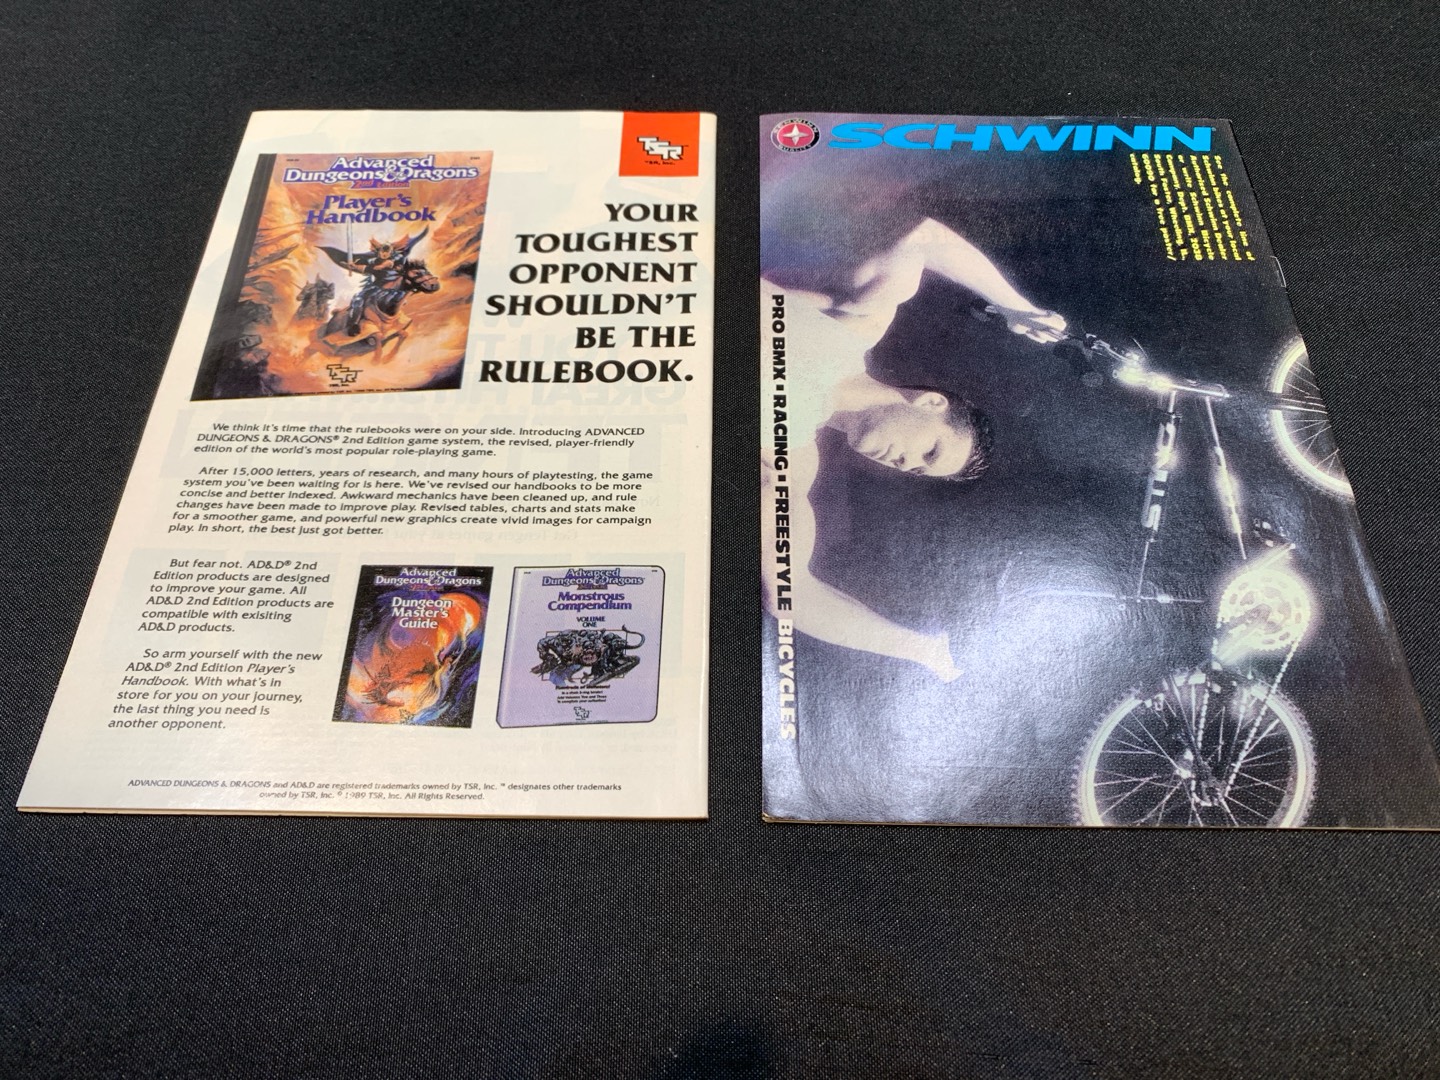 TSR
TSR, Inc.
Advanced
Dungeons & Dragons
2nd Edition
Player's
Handbook
TSR
YOUR
TOUGHEST
OPPONENT
SHOULDN'T
BE THE
RULEBOOK.
We think it's time that the rulebooks were on your side. Introducing ADVANCED
DUNGEONS & DRAGONS® 2nd Edition game system, the revised, player-friendly
edition of the world's most popular role-playing game.
After 15,000 letters, years of research, and many hours of playtesting, the game
system you've been waiting for is here. We've revised our handbooks to be more
concise and better indexed. Awkward mechanics have been cleaned up, and rule
changes have been made to improve play. Revised tables, charts and stats make
for a smoother game, and powerful new graphics create vivid images for campaign
play. In short, the best just got better.
But fear not. AD&D® 2nd
Edition products are designed
to improve your game. All
AD&D 2nd Edition products are
compatible with exisiting
AD&D products.
So arm yourself with the new
AD&D® 2nd Edition Player's
Handbook. With what's in
store for you on your journey,
the last thing you need is
another opponent.
Advanced
Dungeons & Dragons
Dungeon
Master's
Guide
TSR
Advanced
Dungeons & Dragons
Monstrous
Compendium
VOLUME
ONE
TSR
ADVANCED DUNGEONS & DRAGONS and AD&D are registered trademarks owned by TSR, Inc. ™ designates other trademarks
owned by TSR, Inc. © 1989 TSR, Inc. All Rights Reserved.
SCHWINN
QUALITY
SCHWINN
PRO BMX ▪ RACING ▪ FREESTYLE BICYCLES